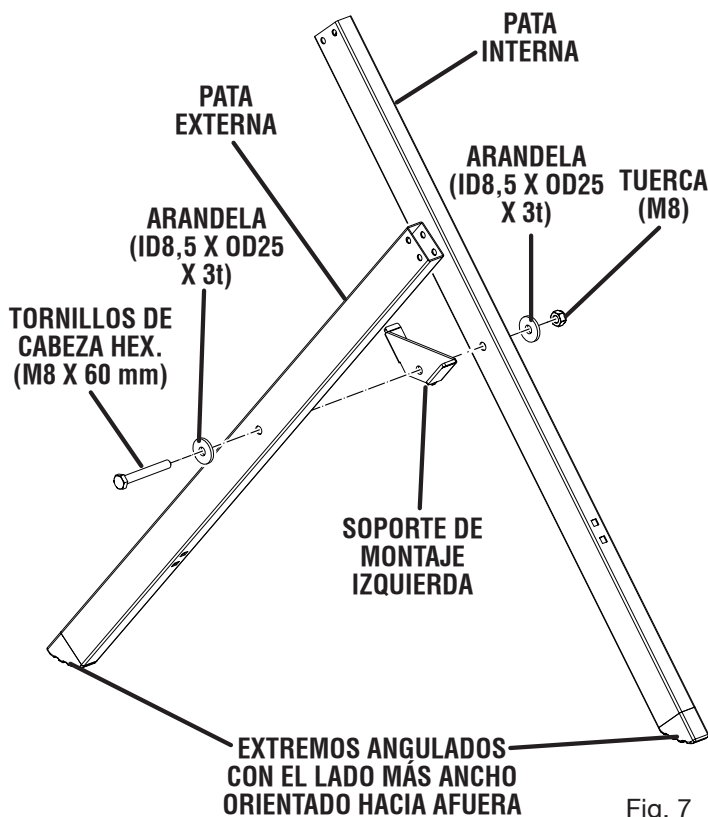 PATA
INTERNA
PATA
EXTERNA
ARANDELA
(ID8,5 X OD25
X 3t)
TUERCA
(M8)
ARANDELA
(ID8,5 X OD25
X 3t)
TORNILLOS DE
CABEZA HEX.
(M8 X 60 mm)
SOPORTE DE
MONTAJE
IZQUIERDA
EXTREMOS ANGULADOS
CON EL LADO MÁS ANCHO
ORIENTADO HACIA AFUERA
Fig. 7